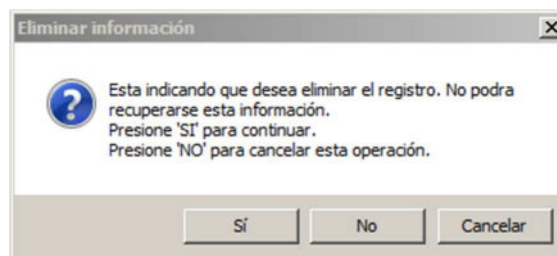 Eliminar información
Esta indicando que desea eliminar el registro. No podra
recuperarse esta información.
Presione 'SI' para continuar.
Presione 'NO' para cancelar esta operación.
Sí No Cancelar